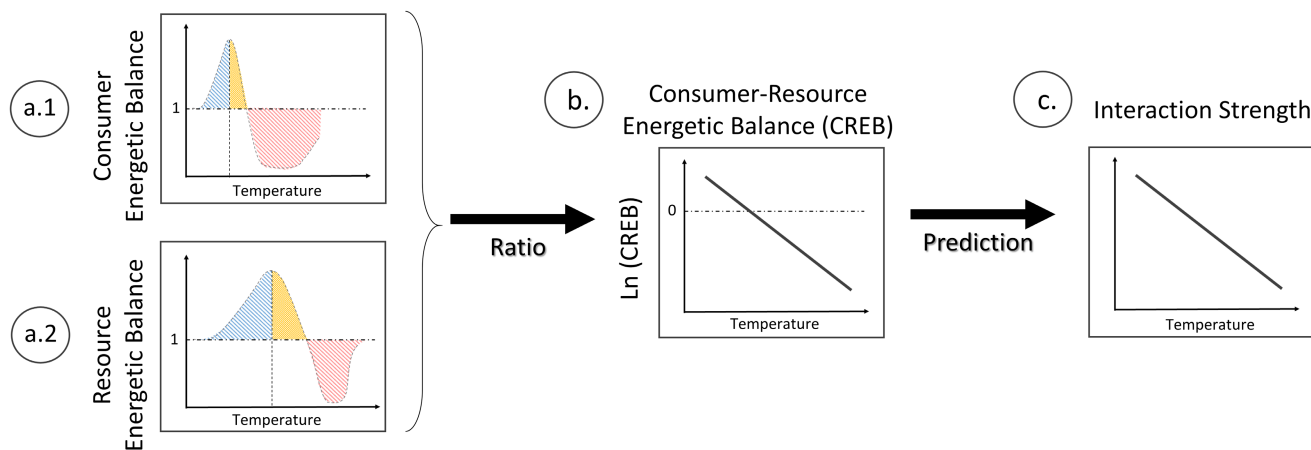 a.1
Consumer
Energetic Balance
1
Temperature
a.2
Resource
Energetic Balance
1
Temperature
Ratio
b.
Consumer-Resource
Energetic Balance (CREB)
Ln (CREB)
0
Temperature
Prediction
c.
Interaction Strength
Temperature